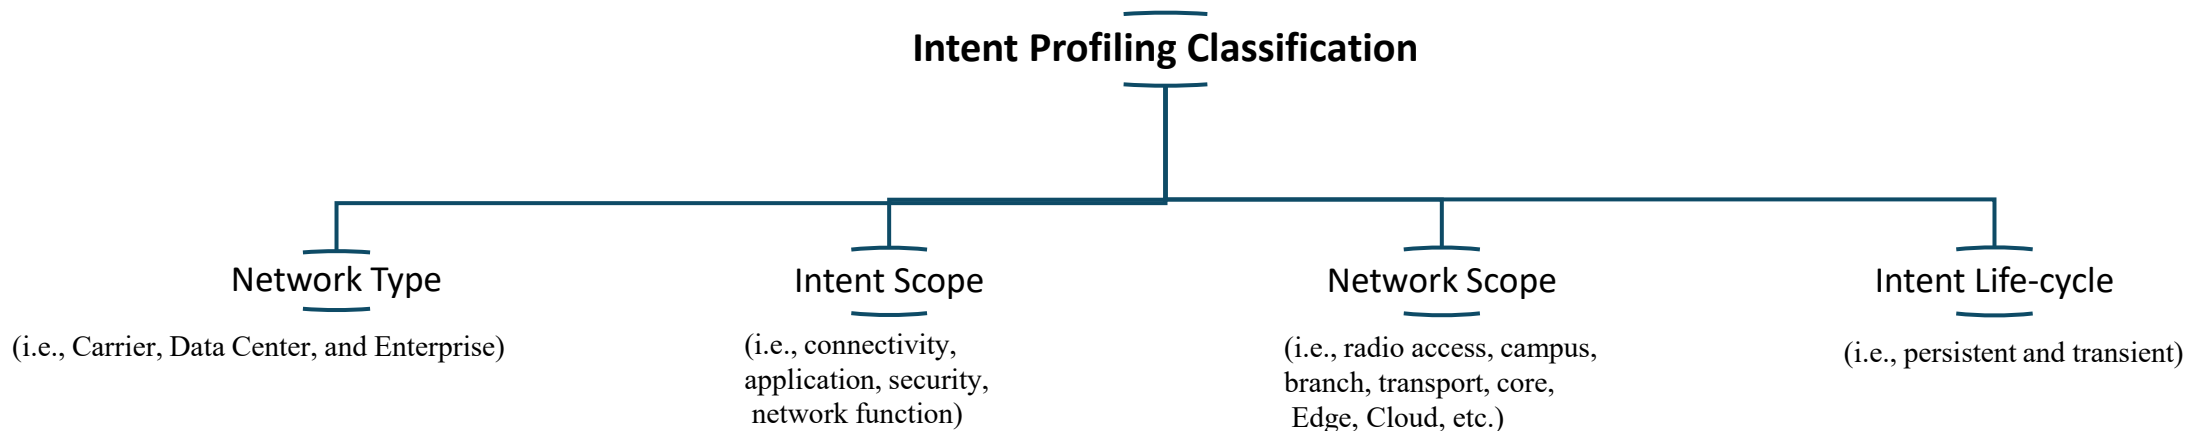 Intent Profiling Classification
Network Type
(i.e., Carrier, Data Center, and Enterprise)
Intent Scope
(i.e., connectivity,
application, security,
network function)
Network Scope
(i.e., radio access, campus,
branch, transport, core,
Edge, Cloud, etc.)
Intent Life-cycle
(i.e., persistent and transient)